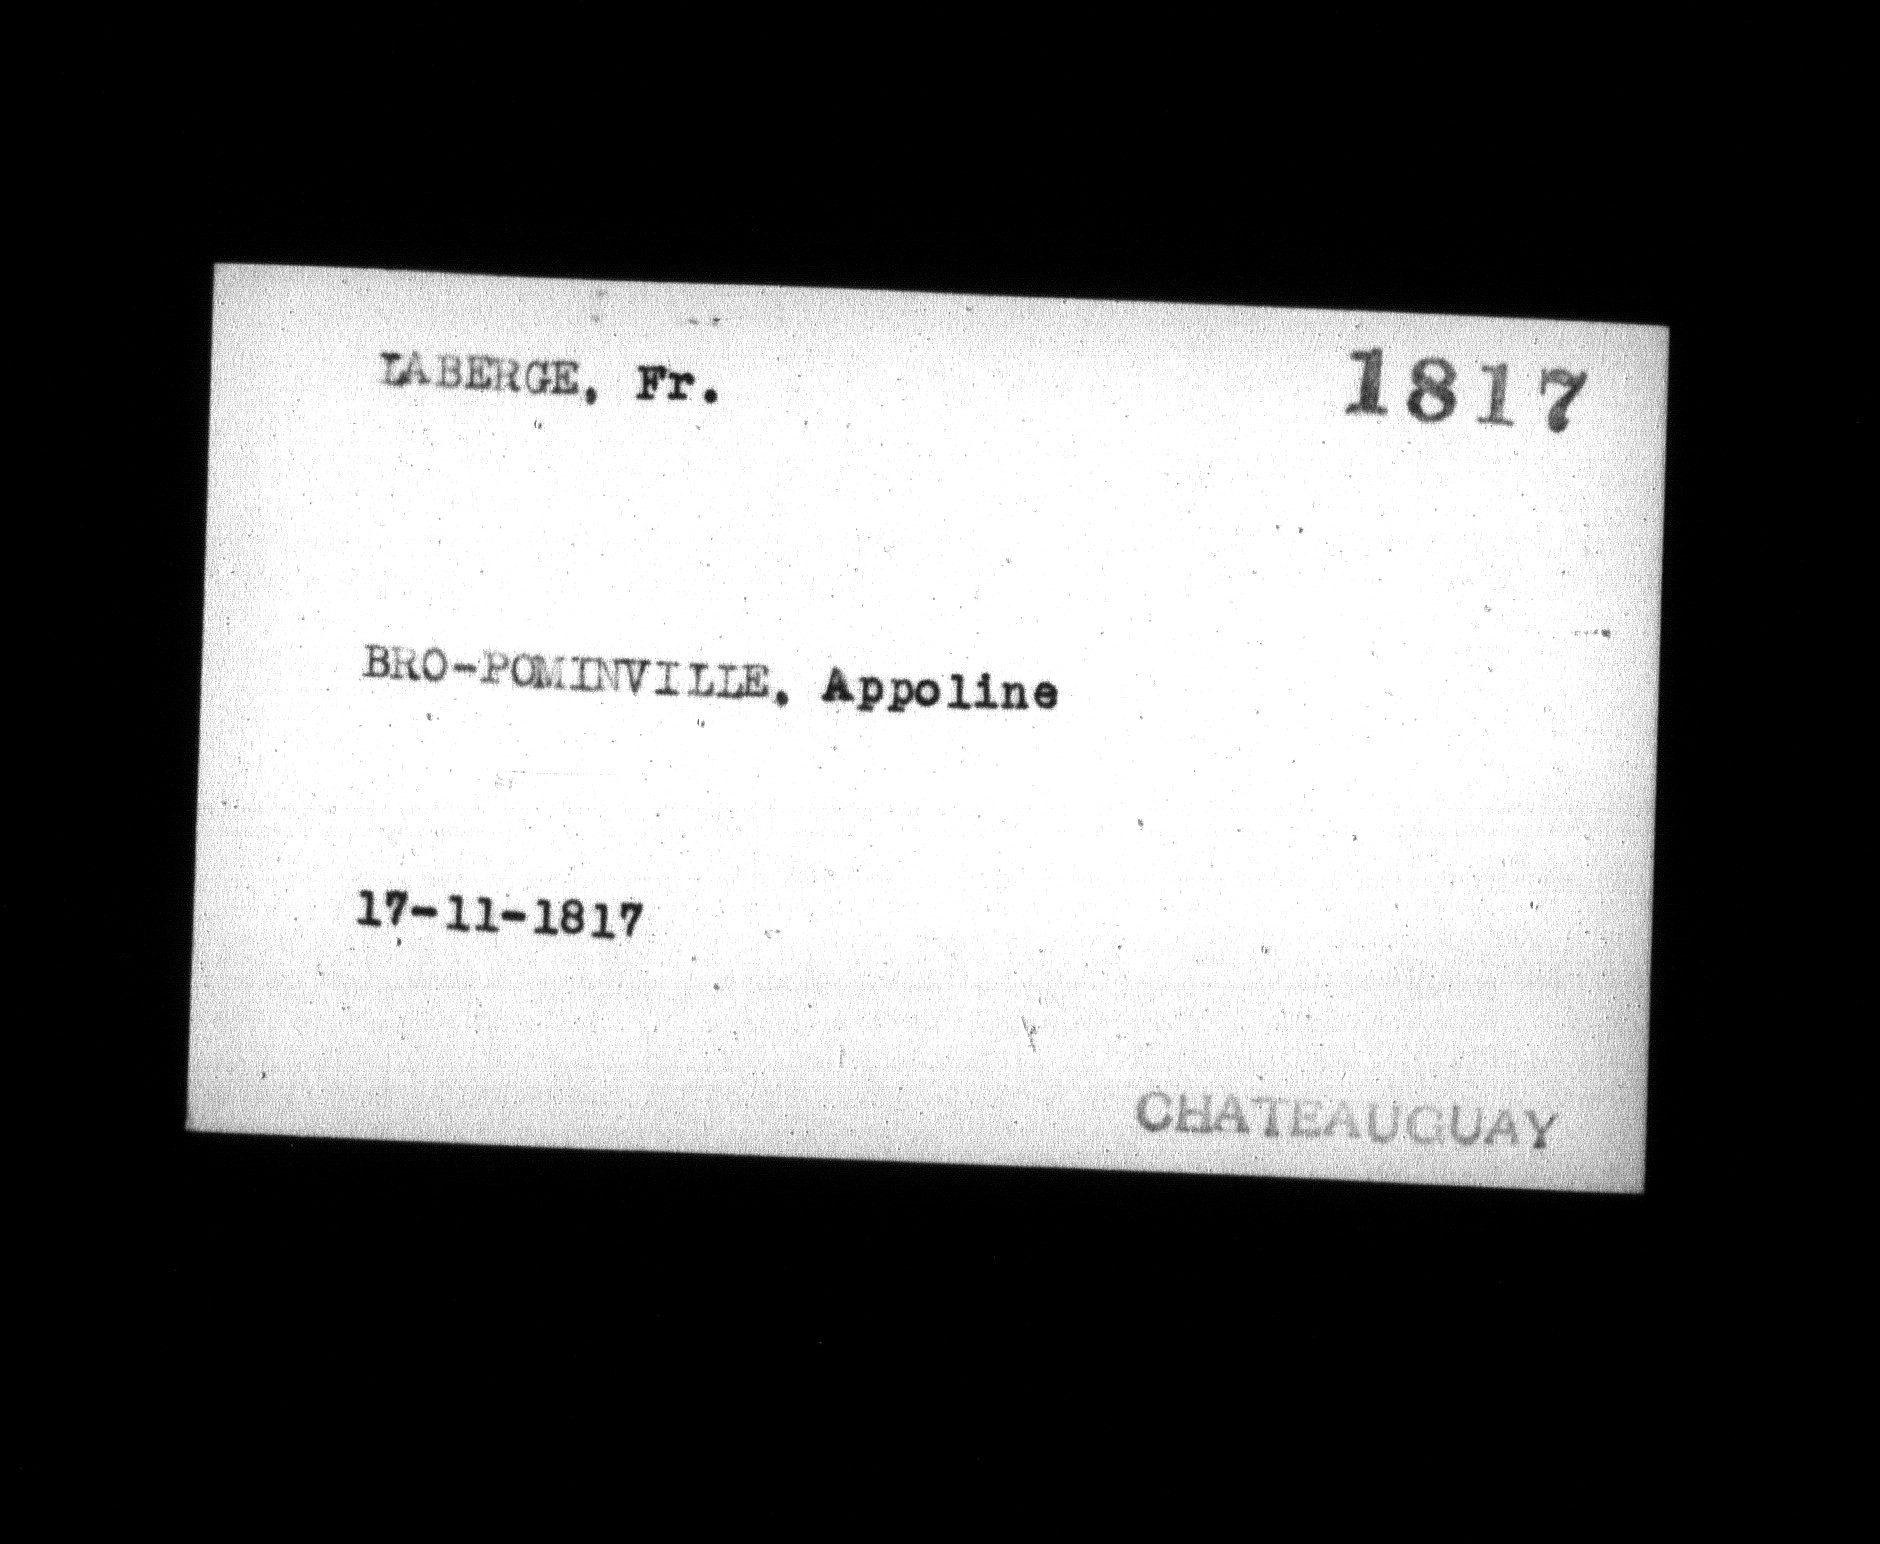 LABERGE, Fr.
1817
BRO-POMINVILLE, Appoline
17-11-1817
CHATEAUGUAY